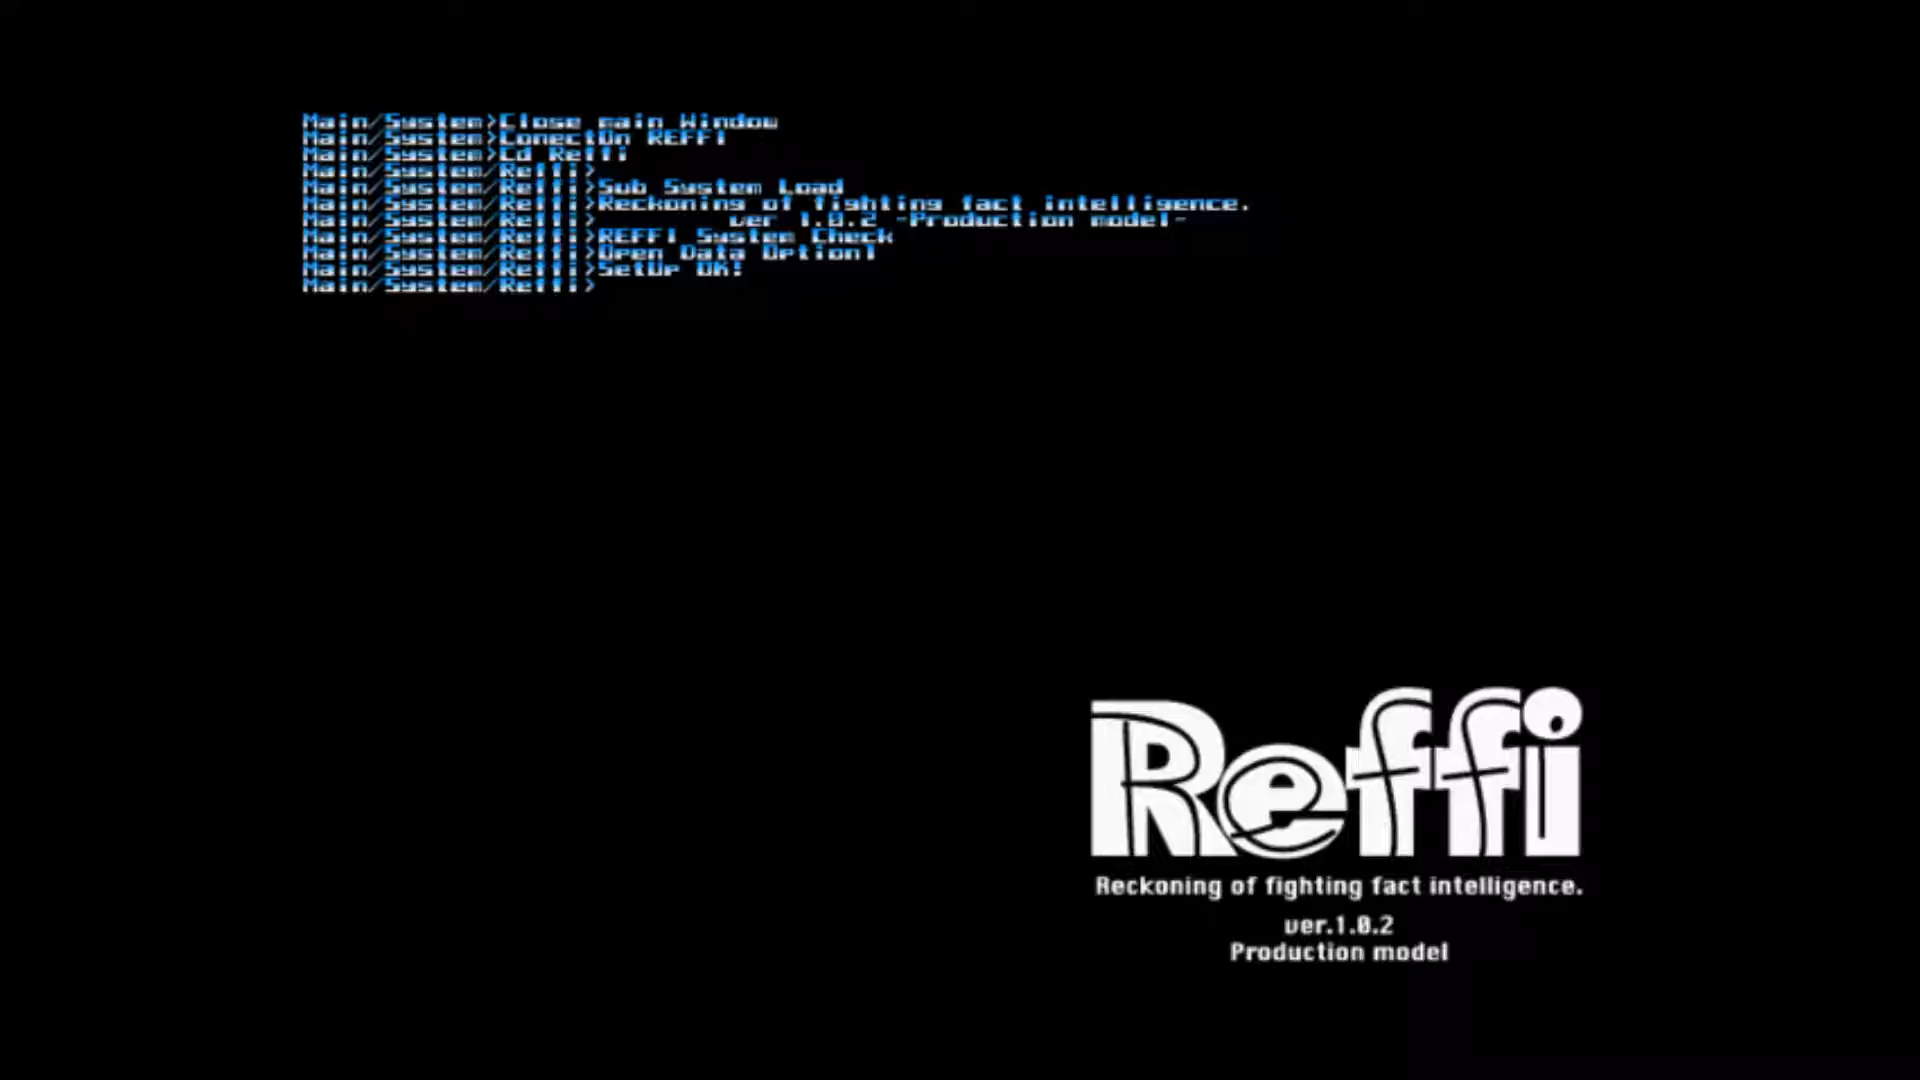 Main/System>Close main Window
Main/System>ConectOn REFFI
Main/System>Cd Reffi
Main/System/Reffi>
Main/System/Reffi>Sub System Load
Main/System/Reffi>Reckoning of fighting fact intelligence.
Main/System/Reffi>        ver 1.0.2 -Production model-
Main/System/Reffi>REFFI System Check
Main/System/Reffi>Open Data Option1
Main/System/Reffi>SetUp OK!
Main/System/Reffi>
Reffi
Reckoning of fighting fact intelligence.
ver.1.0.2
Production model